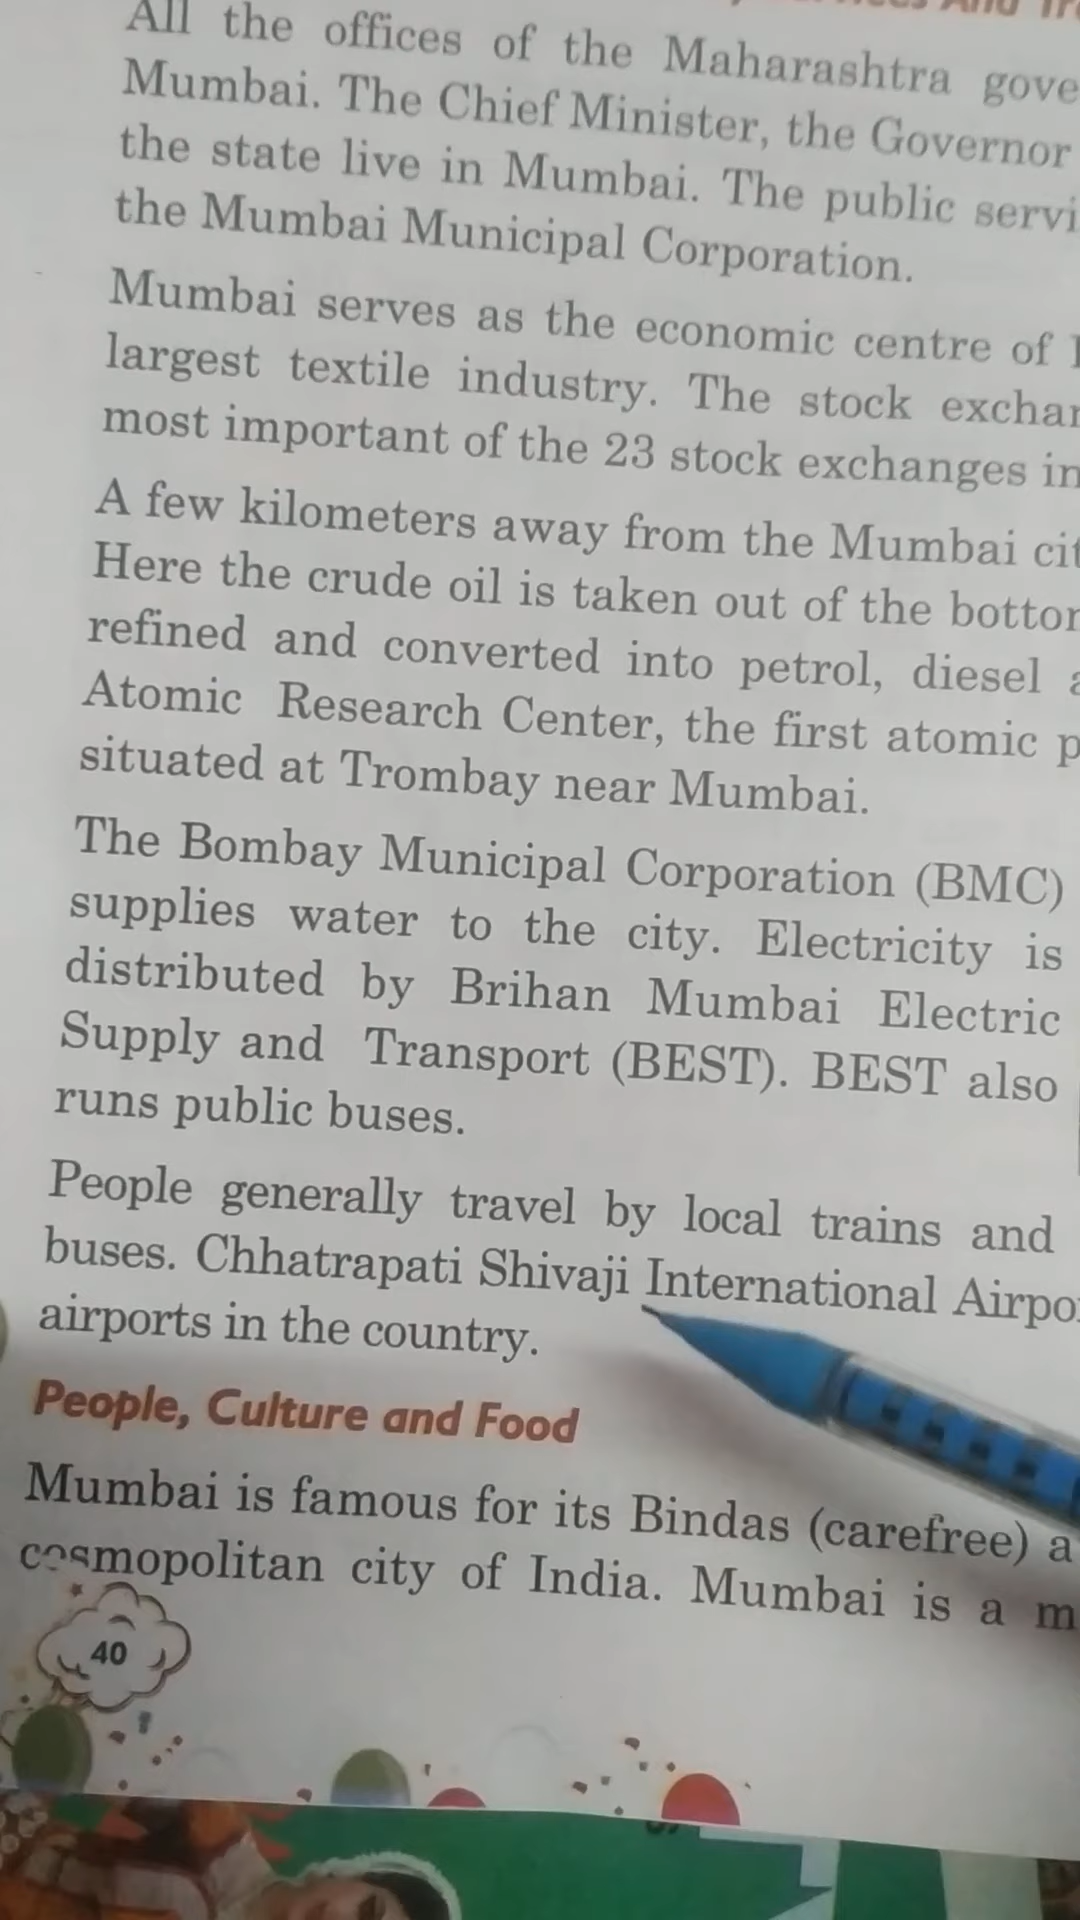 All the offices of the Maharashtra gove
Mumbai. The Chief Minister, the Governor
the state live in Mumbai. The public servi
the Mumbai Municipal Corporation.
Mumbai serves as the economic centre of
largest textile industry. The stock exchan
most important of the 23 stock exchanges in
A few kilometers away from the Mumbai cit
Here the crude oil is taken out of the bottom
refined and converted into petrol, diesel a
Atomic Research Center, the first atomic p
situated at Trombay near Mumbai.
The Bombay Municipal Corporation (BMC)
supplies water to the city. Electricity is
distributed by Brihan Mumbai Electric
Supply and Transport (BEST). BEST also
runs public buses.
People generally travel by local trains and
buses. Chhatrapati Shivaji International Airpo
airports in the country.
People, Culture and Food
Mumbai is famous for its Bindas (carefree) a
cosmopolitan city of India. Mumbai is a m
40